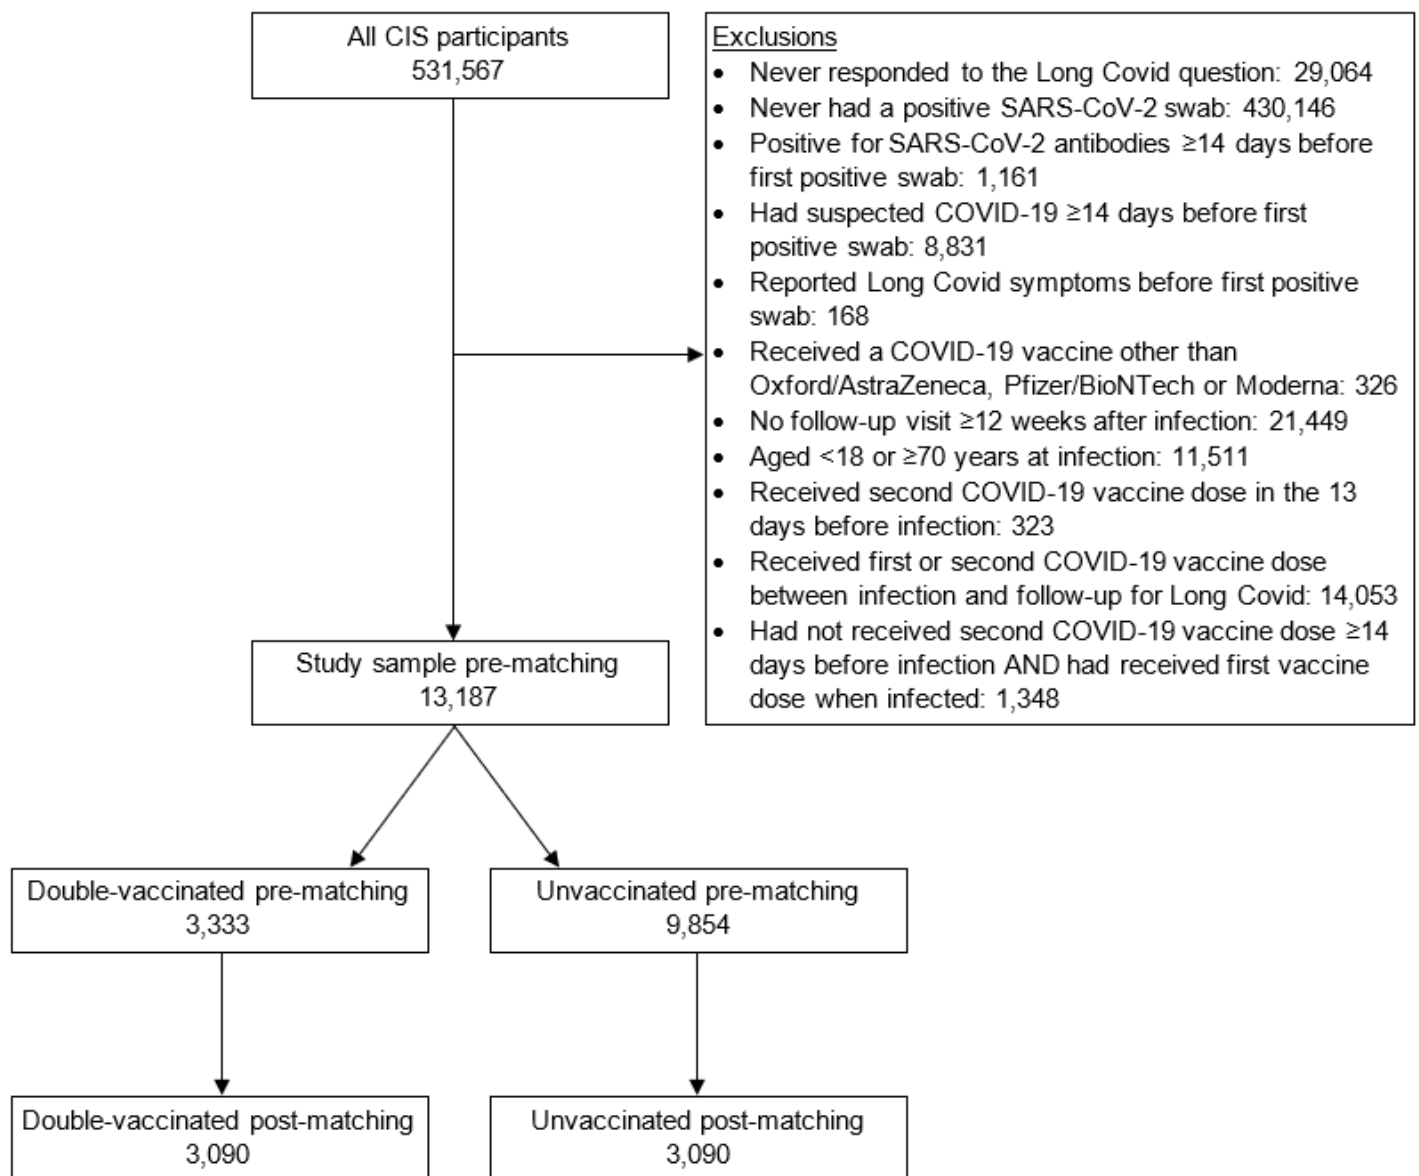 All CIS participants
531,567
Exclusions
• Never responded to the Long Covid question: 29,064
• Never had a positive SARS-CoV-2 swab: 430,146
• Positive for SARS-CoV-2 antibodies ≥14 days before
first positive swab: 1,161
• Had suspected COVID-19 ≥14 days before first
positive swab: 8,831
• Reported Long Covid symptoms before first positive
swab: 168
• Received a COVID-19 vaccine other than
Oxford/AstraZeneca, Pfizer/BioNTech or Moderna: 326
• No follow-up visit ≥12 weeks after infection: 21,449
• Aged <18 or ≥70 years at infection: 11,511
• Received second COVID-19 vaccine dose in the 13
days before infection: 323
• Received first or second COVID-19 vaccine dose
between infection and follow-up for Long Covid: 14,053
• Had not received second COVID-19 vaccine dose ≥14
days before infection AND had received first vaccine
dose when infected: 1,348
Study sample pre-matching
13,187
Double-vaccinated pre-matching
3,333
Unvaccinated pre-matching
9,854
Double-vaccinated post-matching
3,090
Unvaccinated post-matching
3,090